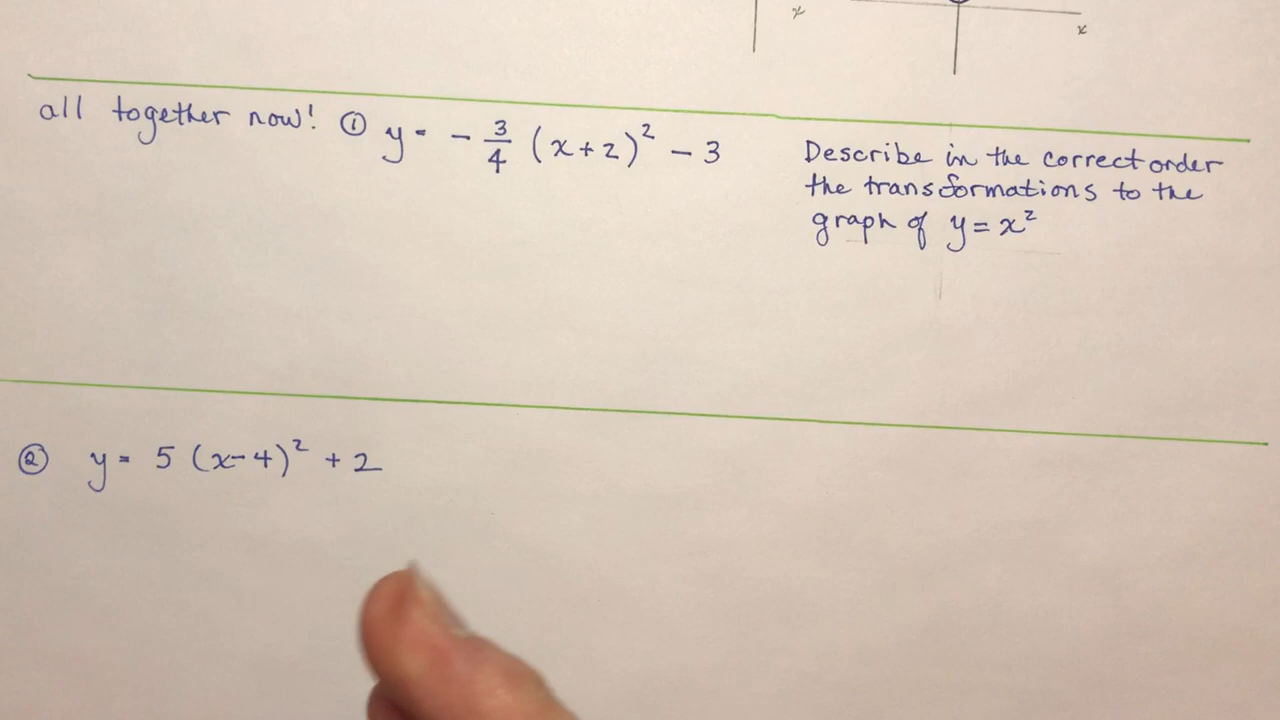 x x
all together now! ① y = - 3/4 (x+2)² - 3
Describe in the correct order
the transformations to the
graph of y = x²
② y = 5 (x-4)² + 2